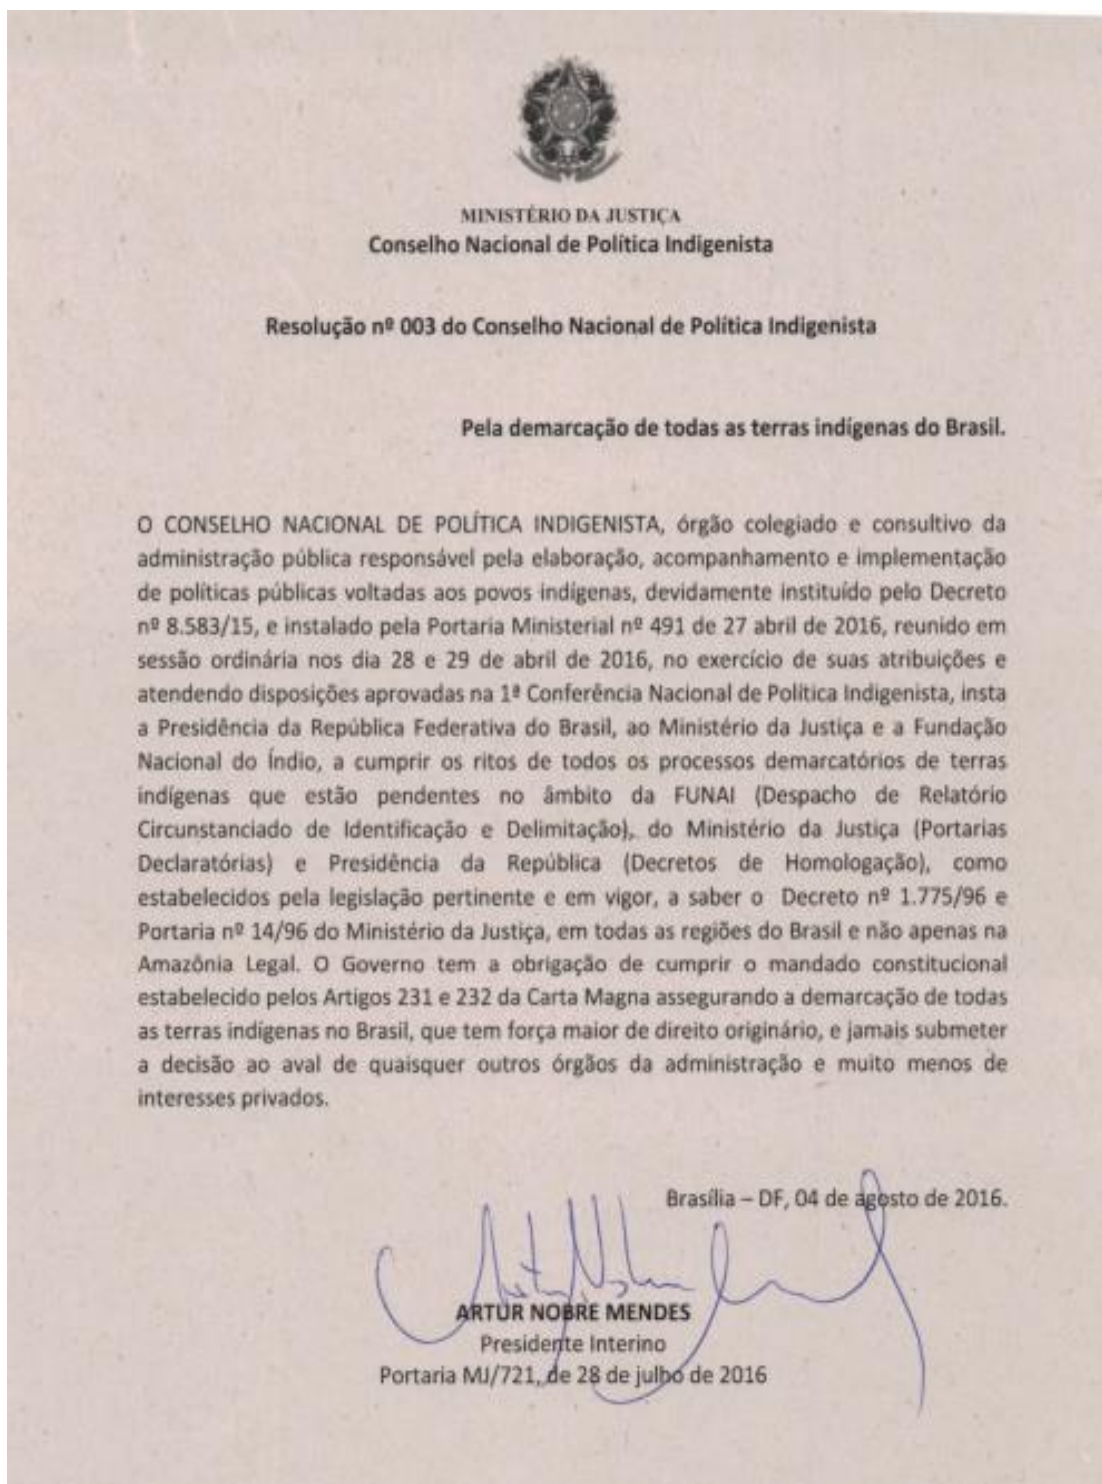 MINISTÉRIO DA JUSTIÇA
Conselho Nacional de Política Indigenista
Resolução nº 003 do Conselho Nacional de Política Indigenista
Pela demarcação de todas as terras indígenas do Brasil.
O CONSELHO NACIONAL DE POLÍTICA INDIGENISTA, órgão colegiado e consultivo da
administração pública responsável pela elaboração, acompanhamento e implementação
de políticas públicas voltadas aos povos indígenas, devidamente instituído pelo Decreto
nº 8.583/15, e instalado pela Portaria Ministerial nº 491 de 27 abril de 2016, reunido em
sessão ordinária nos dia 28 e 29 de abril de 2016, no exercício de suas atribuições e
atendendo disposições aprovadas na 1ª Conferência Nacional de Política Indigenista, insta
a Presidência da República Federativa do Brasil, ao Ministério da Justiça e a Fundação
Nacional do Índio, a cumprir os ritos de todos os processos demarcatórios de terras
indígenas que estão pendentes no âmbito da FUNAI (Despacho de Relatório
Circunstanciado de Identificação e Delimitação), do Ministério da Justiça (Portarias
Declaratórias) e Presidência da República (Decretos de Homologação), como
estabelecidos pela legislação pertinente e em vigor, a saber o Decreto nº 1.775/96 e
Portaria nº 14/96 do Ministério da Justiça, em todas as regiões do Brasil e não apenas na
Amazônia Legal. O Governo tem a obrigação de cumprir o mandado constitucional
estabelecido pelos Artigos 231 e 232 da Carta Magna assegurando a demarcação de todas
as terras indígenas no Brasil, que tem força maior de direito originário, e jamais submeter
a decisão ao aval de quaisquer outros órgãos da administração e muito menos de
interesses privados.
Brasília – DF, 04 de agosto de 2016.
ARTUR NOBRE MENDES
Presidente Interino
Portaria MJ/721, de 28 de julho de 2016